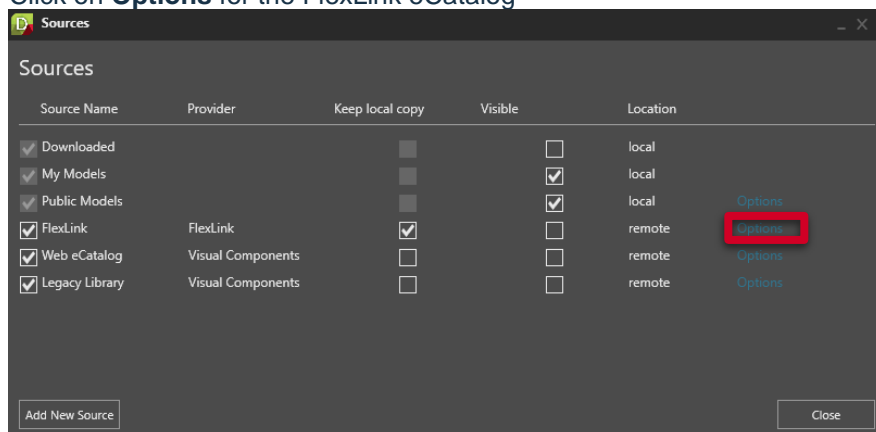 Click on Options for the FlexLink eCatalog
Sources
Sources
Source Name Provider Keep local copy Visible Location
Downloaded local
My Models local
Public Models local Options
FlexLink FlexLink remote Options
Web eCatalog Visual Components remote Options
Legacy Library Visual Components remote Options
Add New Source Close